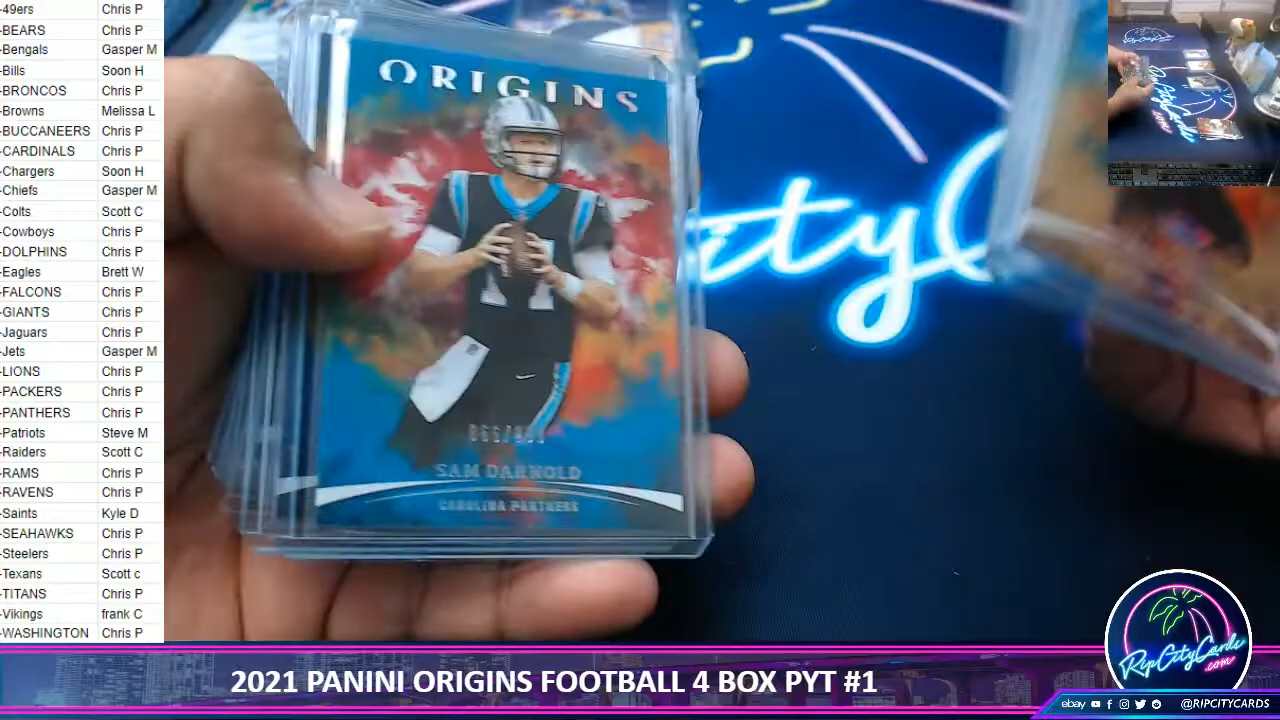 -49ers Chris P
-BEARS Chris P
-Bengals Gasper M
-Bills Soon H
-BRONCOS Chris P
-Browns Melissa L
-BUCCANEERS Chris P
-CARDINALS Chris P
-Chargers Soon H
-Chiefs Gasper M
-Colts Scott C
-Cowboys Chris P
-DOLPHINS Chris P
-Eagles Brett W
-FALCONS Chris P
-GIANTS Chris P
-Jaguars Chris P
-Jets Gasper M
-LIONS Chris P
-PACKERS Chris P
-PANTHERS Chris P
-Patriots Steve M
-Raiders Scott C
-RAMS Chris P
-RAVENS Chris P
-Saints Kyle D
-SEAHAWKS Chris P
-Steelers Chris P
-Texans Scott c
-TITANS Chris P
-Vikings frank C
-WASHINGTON Chris P
ORIGINS
SAM DARNOLD
CAROLINA PANTHERS
2021 PANINI ORIGINS FOOTBALL 4 BOX PYT #1
RipCityCards
.com
ebay @RIPCITYCARDS